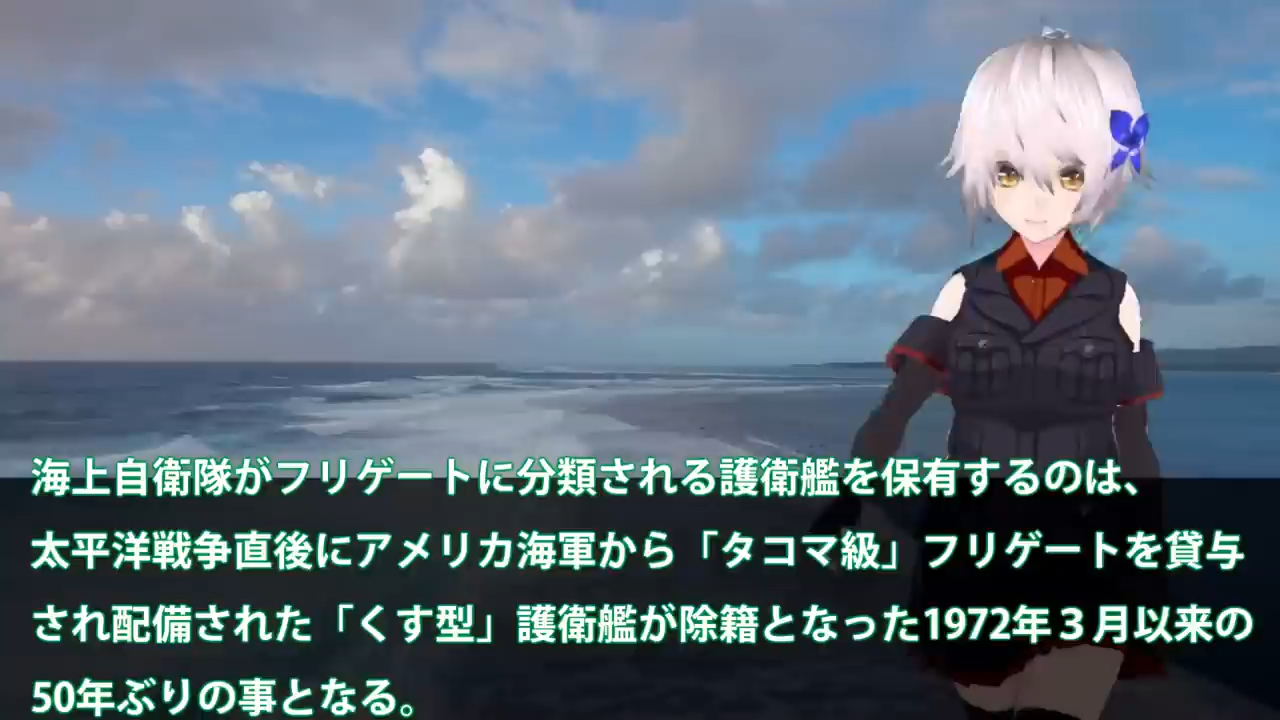 海上自衛隊がフリゲートに分類される護衛艦を保有するのは、
太平洋戦争直後にアメリカ海軍から「タコマ級」フリゲートを貸与
され配備された「くす型」護衛艦が除籍となった1972年３月以来の
50年ぶりの事となる。